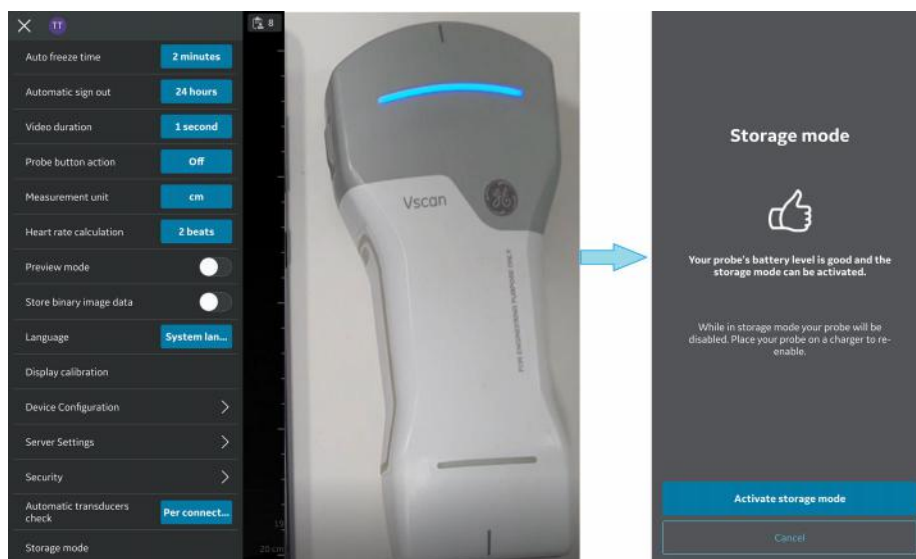 TT
8
Auto freeze time
2 minutes
Automatic sign out
24 hours
Video duration
1 second
Probe button action
Off
Measurement unit
cm
Heart rate calculation
2 beats
Preview mode
Store binary image data
Language
System lan...
Display calibration
Device Configuration
Server Settings
Security
Automatic transducers
check
Per connect...
Storage mode
19
20 cm
Vscan
GE
FOR ENGINEERING PURPOSE ONLY
Storage mode
Your probe's battery level is good and the
storage mode can be activated.
While in storage mode your probe will be
disabled. Place your probe on a charger to re-
enable.
Activate storage mode
Cancel